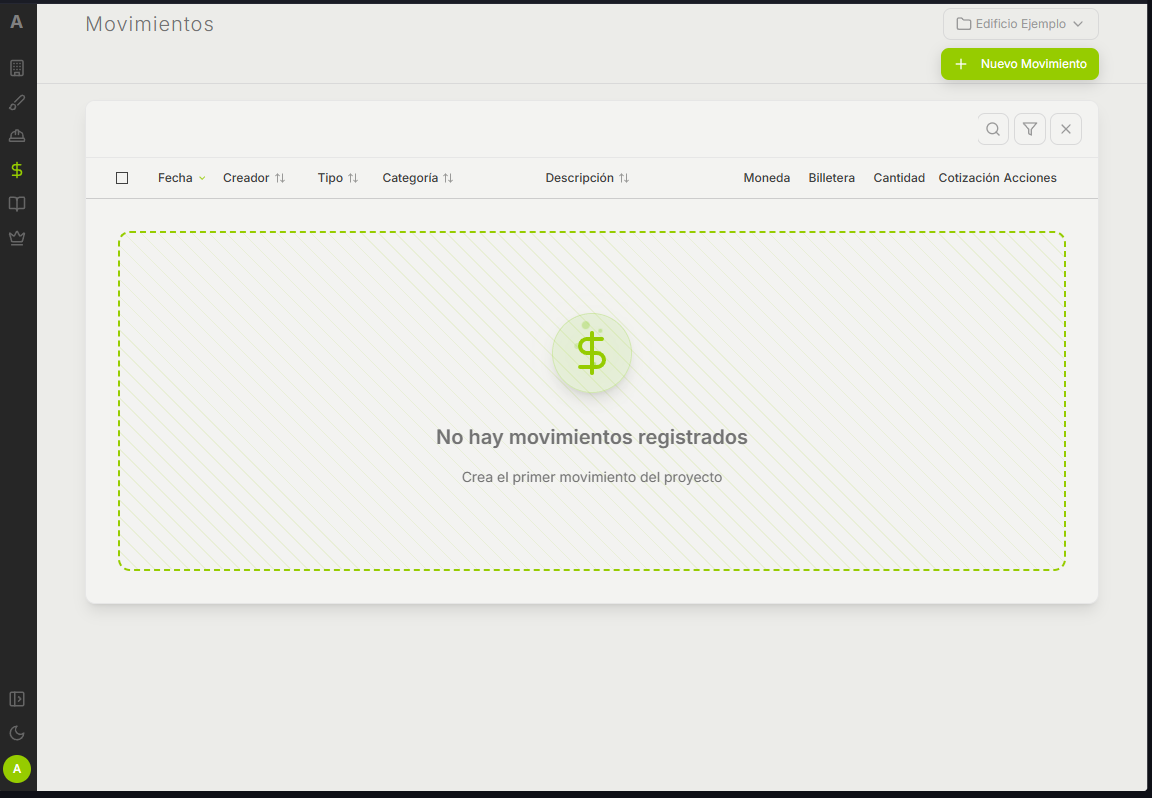 A
Movimientos
Edificio Ejemplo
Nuevo Movimiento
Fecha Creador Tipo Categoría Descripción Moneda Billetera Cantidad Cotización Acciones
No hay movimientos registrados
Crea el primer movimiento del proyecto
A